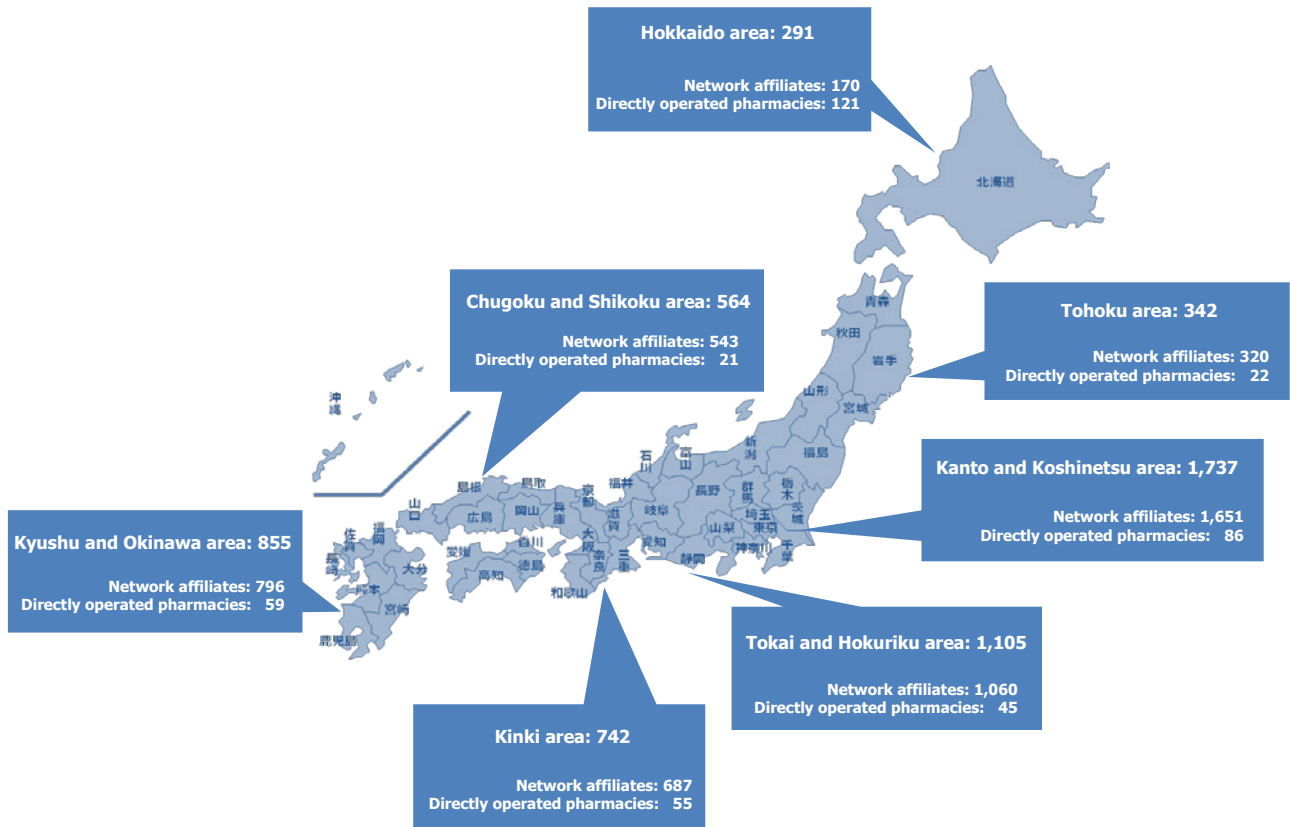 Hokkaido area: 291
Network affiliates: 170
Directly operated pharmacies: 121
北海道
Chugoku and Shikoku area: 564
Network affiliates: 543
Directly operated pharmacies: 21
青森
秋田
岩手
山形
宮城
福島
Tohoku area: 342
Network affiliates: 320
Directly operated pharmacies: 22
沖縄
新潟
富山
石川
福井
長野
群馬
栃木
茨城
埼玉
東京
山梨
神奈川
千葉
Kanto and Koshinetsu area: 1,737
Network affiliates: 1,651
Directly operated pharmacies: 86
島根
鳥取
山口
広島
岡山
兵庫
京都
滋賀
岐阜
大阪
奈良
三重
愛知
静岡
和歌山
愛媛
香川
高知
徳島
福岡
佐賀
長崎
大分
熊本
宮崎
鹿児島
Kyushu and Okinawa area: 855
Network affiliates: 796
Directly operated pharmacies: 59
Tokai and Hokuriku area: 1,105
Network affiliates: 1,060
Directly operated pharmacies: 45
Kinki area: 742
Network affiliates: 687
Directly operated pharmacies: 55